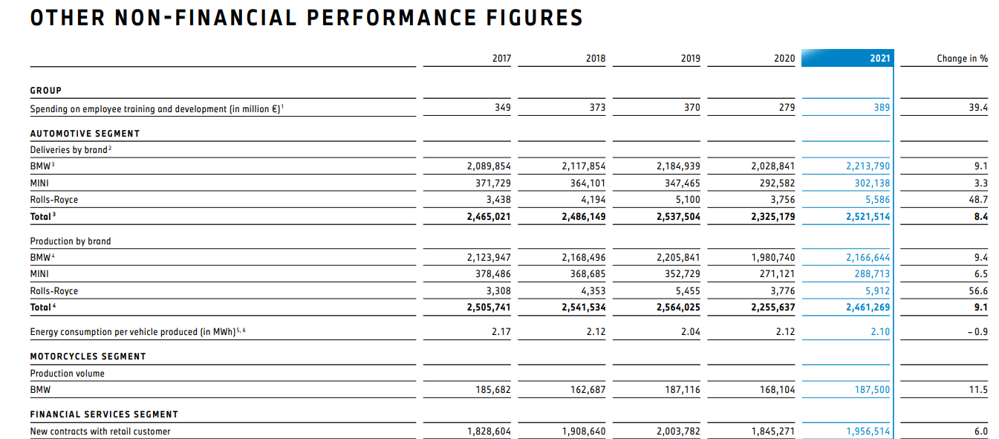 OTHER NON-FINANCIAL PERFORMANCE FIGURES
2017 2018 2019 2020 2021 Change in %
GROUP
Spending on employee training and development (in million €)¹ 349 373 370 279 389 39.4
AUTOMOTIVE SEGMENT
Deliveries by brand²
BMW³ 2,089,854 2,117,854 2,184,939 2,028,841 2,213,790 9.1
MINI 371,729 364,101 347,465 292,582 302,138 3.3
Rolls-Royce 3,438 4,194 5,100 3,756 5,586 48.7
Total³ 2,465,021 2,486,149 2,537,504 2,325,179 2,521,514 8.4
Production by brand
BMW⁴ 2,123,947 2,168,496 2,205,841 1,980,740 2,166,644 9.4
MINI 378,486 368,685 352,729 271,121 288,713 6.5
Rolls-Royce 3,308 4,353 5,455 3,776 5,912 56.6
Total⁴ 2,505,741 2,541,534 2,564,025 2,255,637 2,461,269 9.1
Energy consumption per vehicle produced (in MWh)⁵, ⁶ 2.17 2.12 2.04 2.12 2.10 – 0.9
MOTORCYCLES SEGMENT
Production volume
BMW 185,682 162,687 187,116 168,104 187,500 11.5
FINANCIAL SERVICES SEGMENT
New contracts with retail customer 1,828,604 1,908,640 2,003,782 1,845,271 1,956,514 6.0